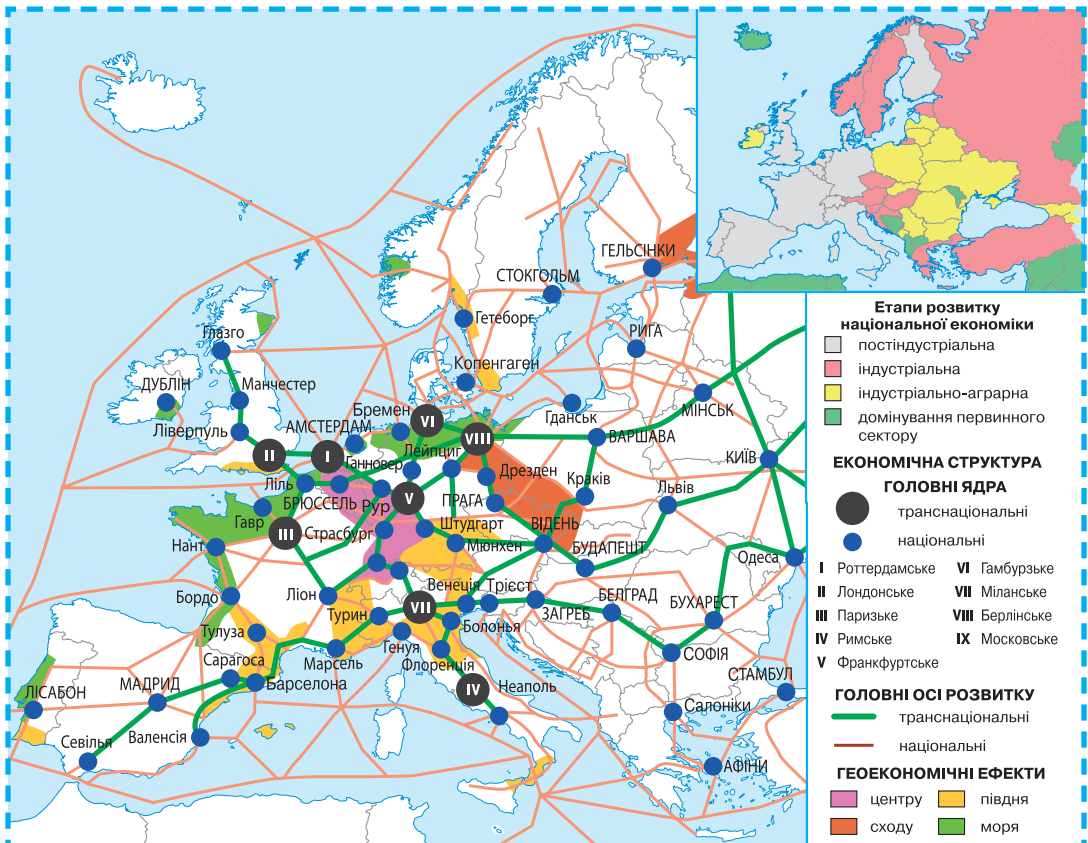 ГЕЛЬСІНКИ
СТОКГОЛЬМ
Гетеборг
РИГА
Глазго
Копенгаген
ДУБЛІН
Манчестер
Гданськ
МІНСЬК
Бремен
VI
Ліверпуль
АМСТЕРДАМ
VIII
ВАРШАВА
II
I
Ганновер
Лейпциг
КИЇВ
Дрезден
Ліль
БРЮССЕЛЬ
Рур
V
Краків
Львів
ПРАГА
Гавр
III
Страсбург
Штудгарт
ВІДЕНЬ
Нант
Мюнхен
БУДАПЕШТ
Одеса
Бордо
Ліон
Венеція
Трієст
VII
Турин
ЗАГРЕБ
БЕЛГРАД
БУХАРЕСТ
Тулуза
Генуя
Болонья
Сарагоса
Марсель
Флоренція
СОФІЯ
МАДРИД
Барселона
IV
Неаполь
СТАМБУЛ
ЛІСАБОН
Салоніки
Севілья
Валенсія
АФІНИ
Етапи розвитку
національної економіки
постіндустріальна
індустріальна
індустріально-аграрна
домінування первинного
сектору
ЕКОНОМІЧНА СТРУКТУРА
ГОЛОВНІ ЯДРА
транснаціональні
національні
I Роттердамське
VI Гамбурзьке
II Лондонське
VII Міланське
III Паризьке
VIII Берлінське
IV Римське
IX Московське
V Франкфуртське
ГОЛОВНІ ОСІ РОЗВИТКУ
транснаціональні
національні
ГЕОЕКОНОМІЧНІ ЕФЕКТИ
центру
півдня
сходу
моря